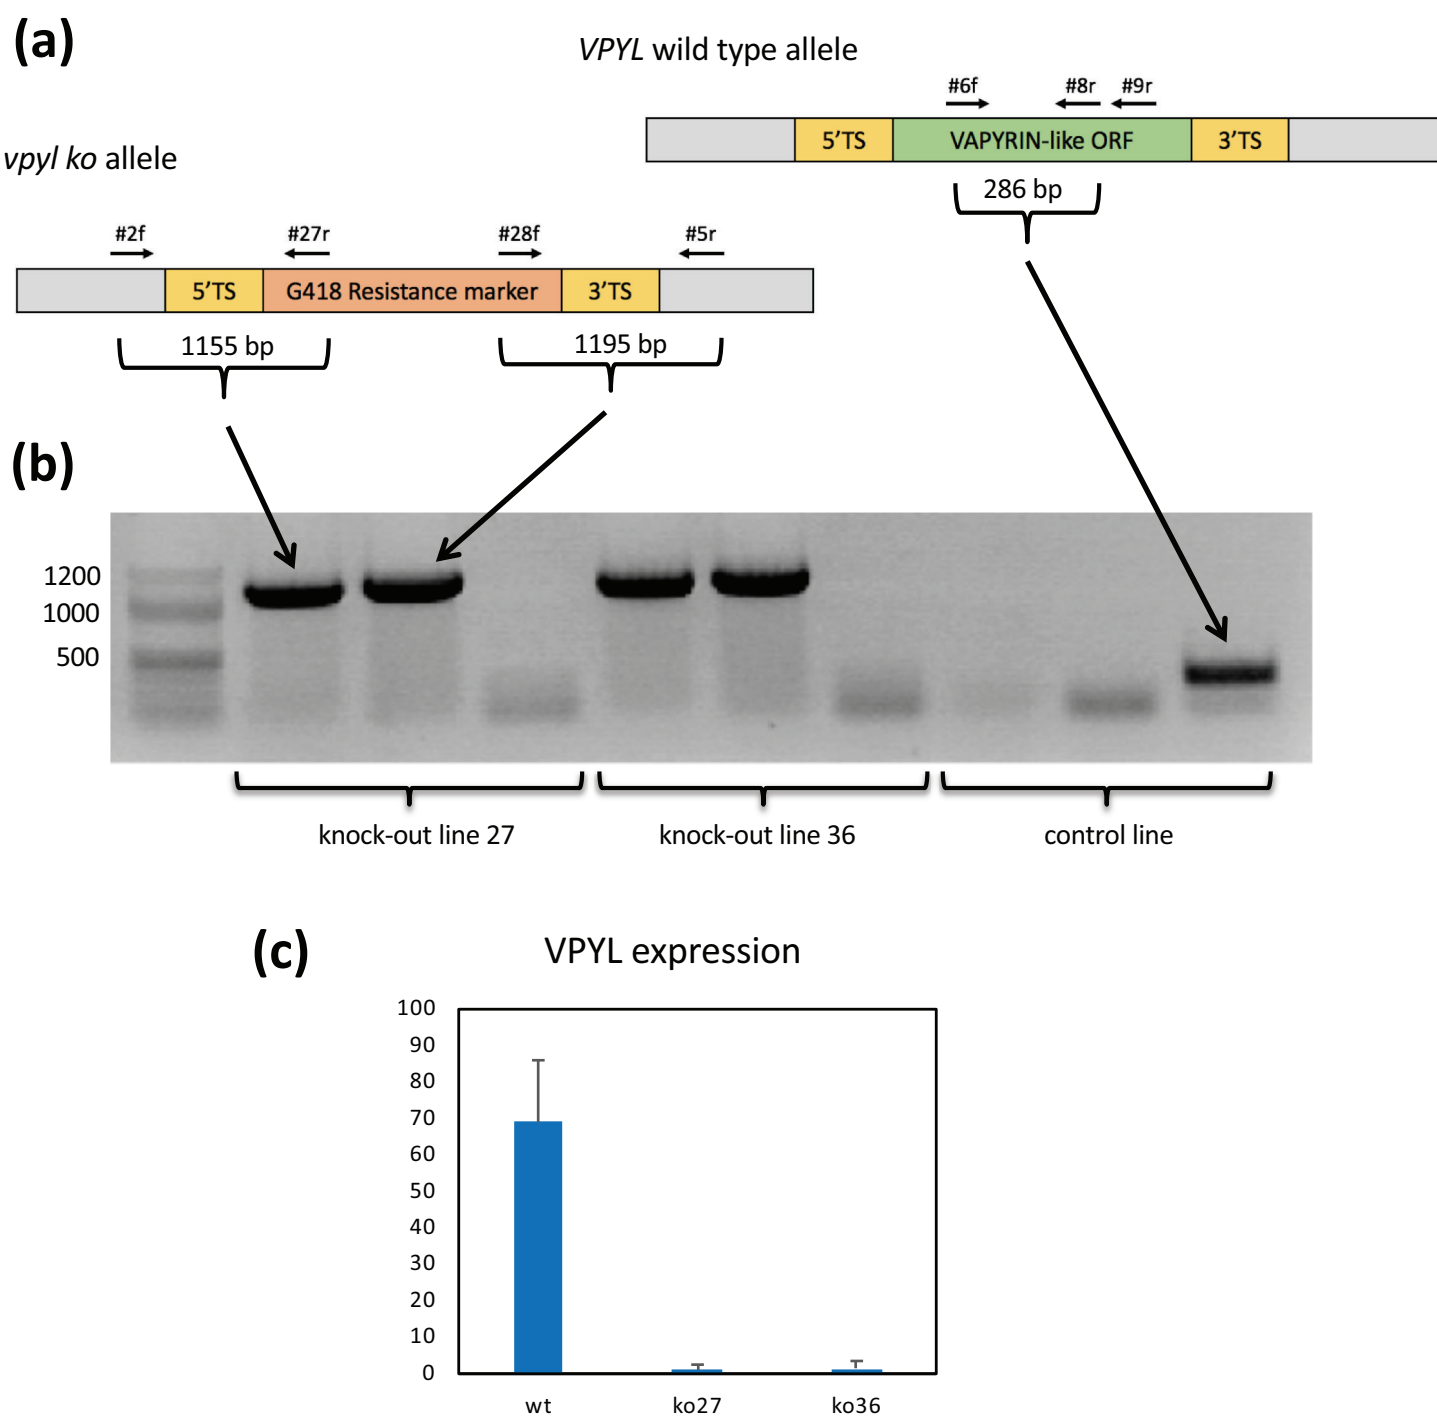 (a)
VPYL wild type allele
#6f #8r #9r
5'TS VAPYRIN-like ORF 3'TS
286 bp
vpyl ko allele
#2f #27r #28f #5r
5'TS G418 Resistance marker 3'TS
1155 bp 1195 bp
(b)
1200
1000
500
knock-out line 27 knock-out line 36 control line
(c)
VPYL expression
100
90
80
70
60
50
40
30
20
10
0
wt ko27 ko36